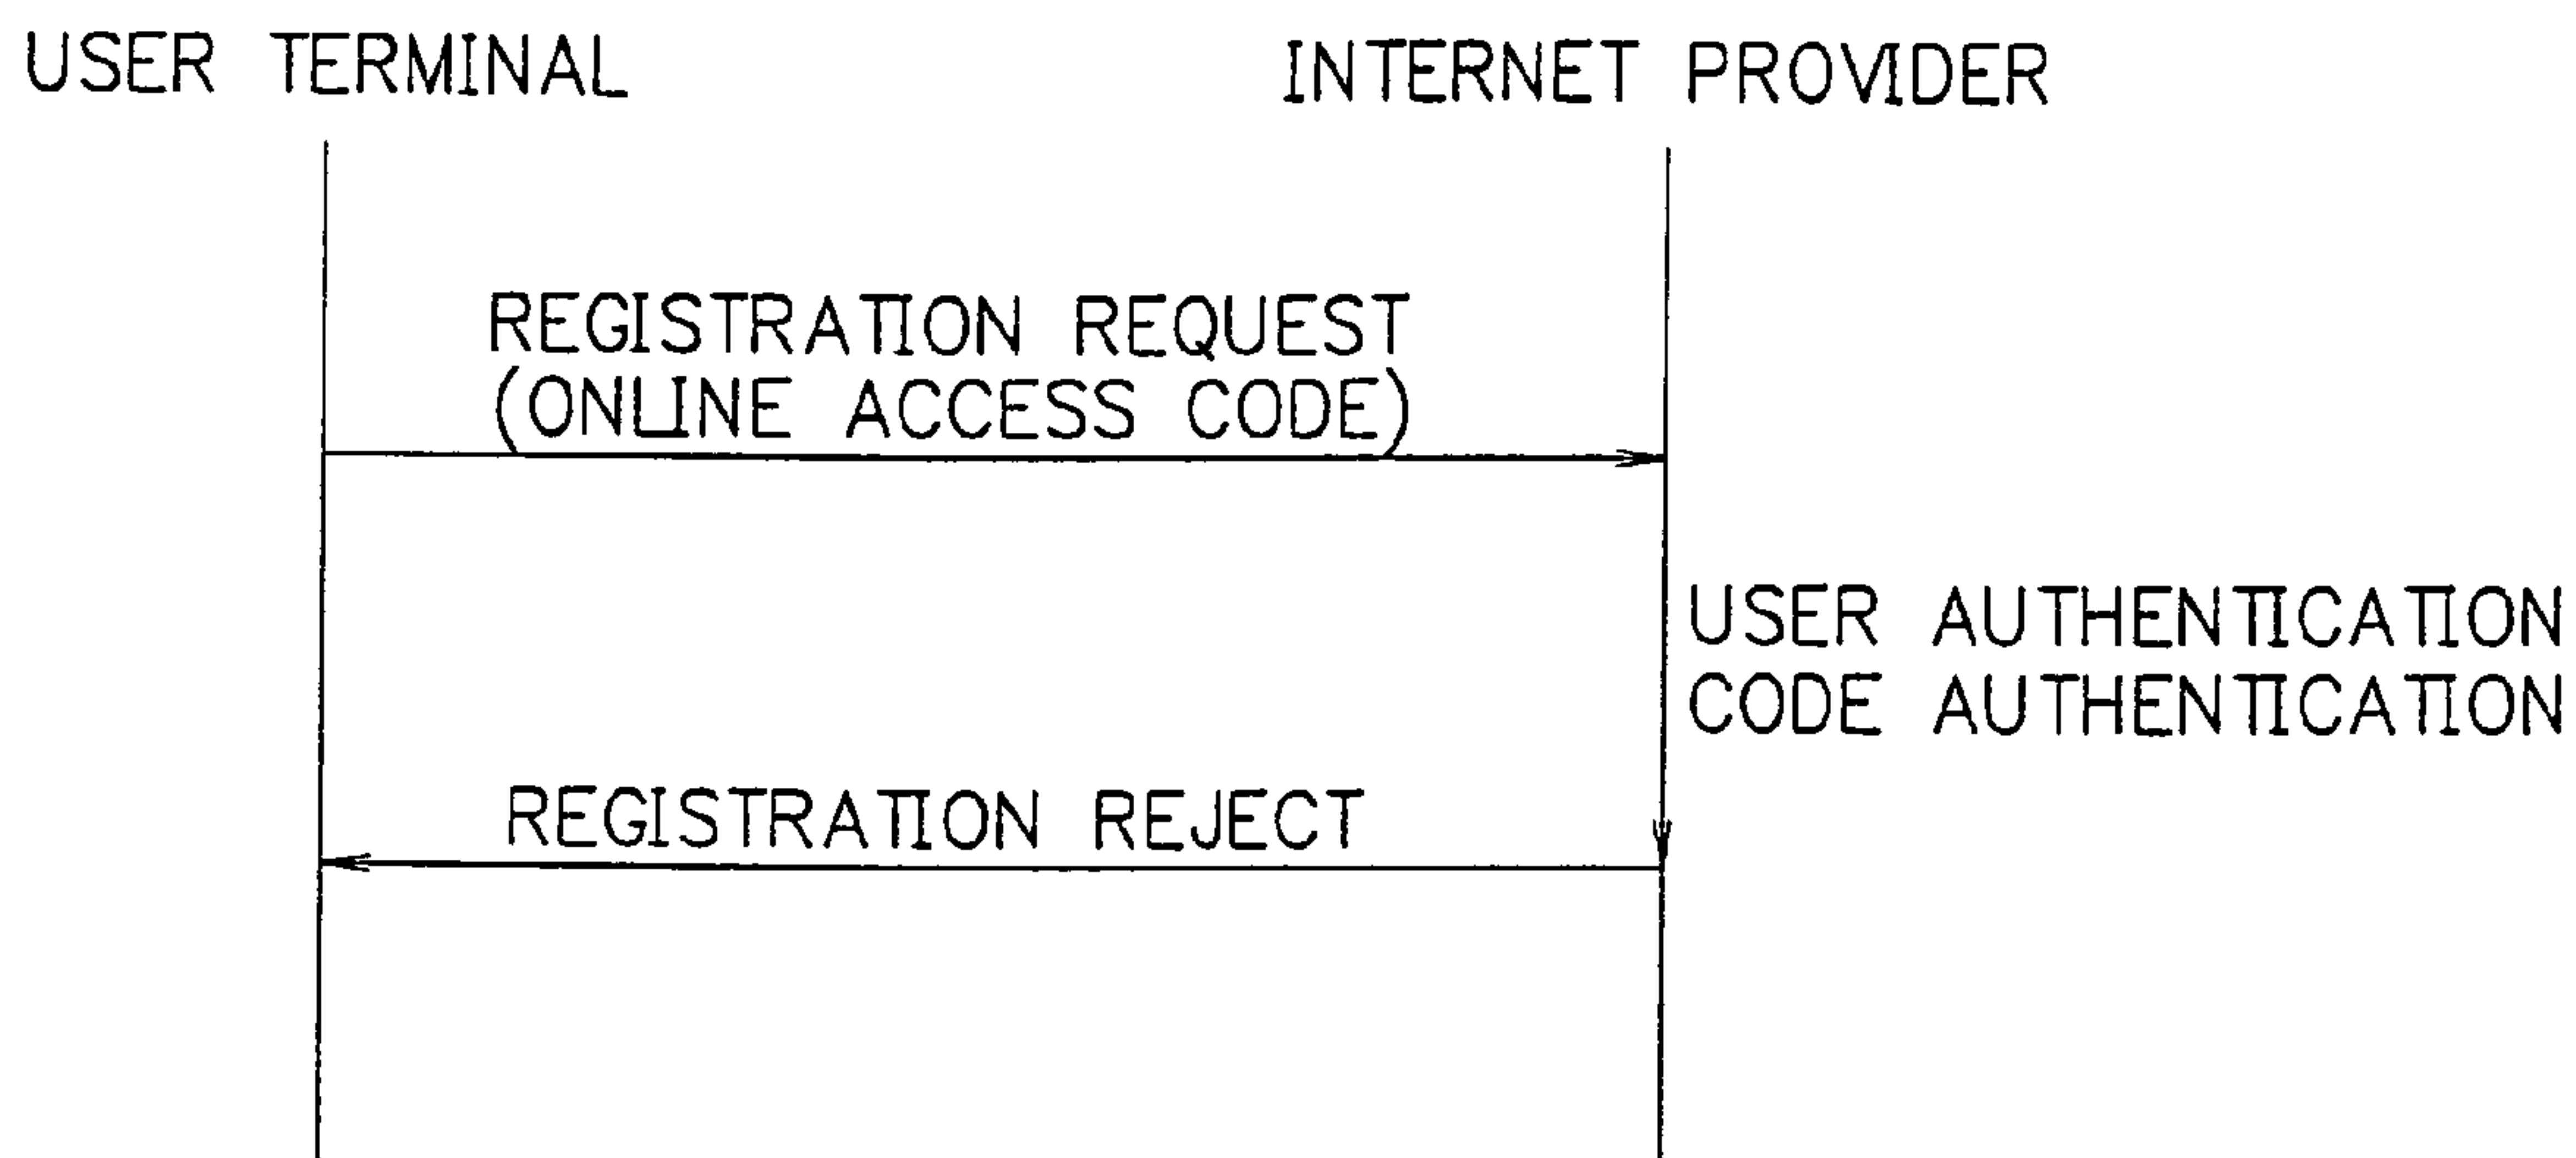 USER TERMINAL
INTERNET PROVIDER
REGISTRATION REQUEST
(ONLINE ACCESS CODE)
USER AUTHENTICATION
CODE AUTHENTICATION
REGISTRATION REJECT